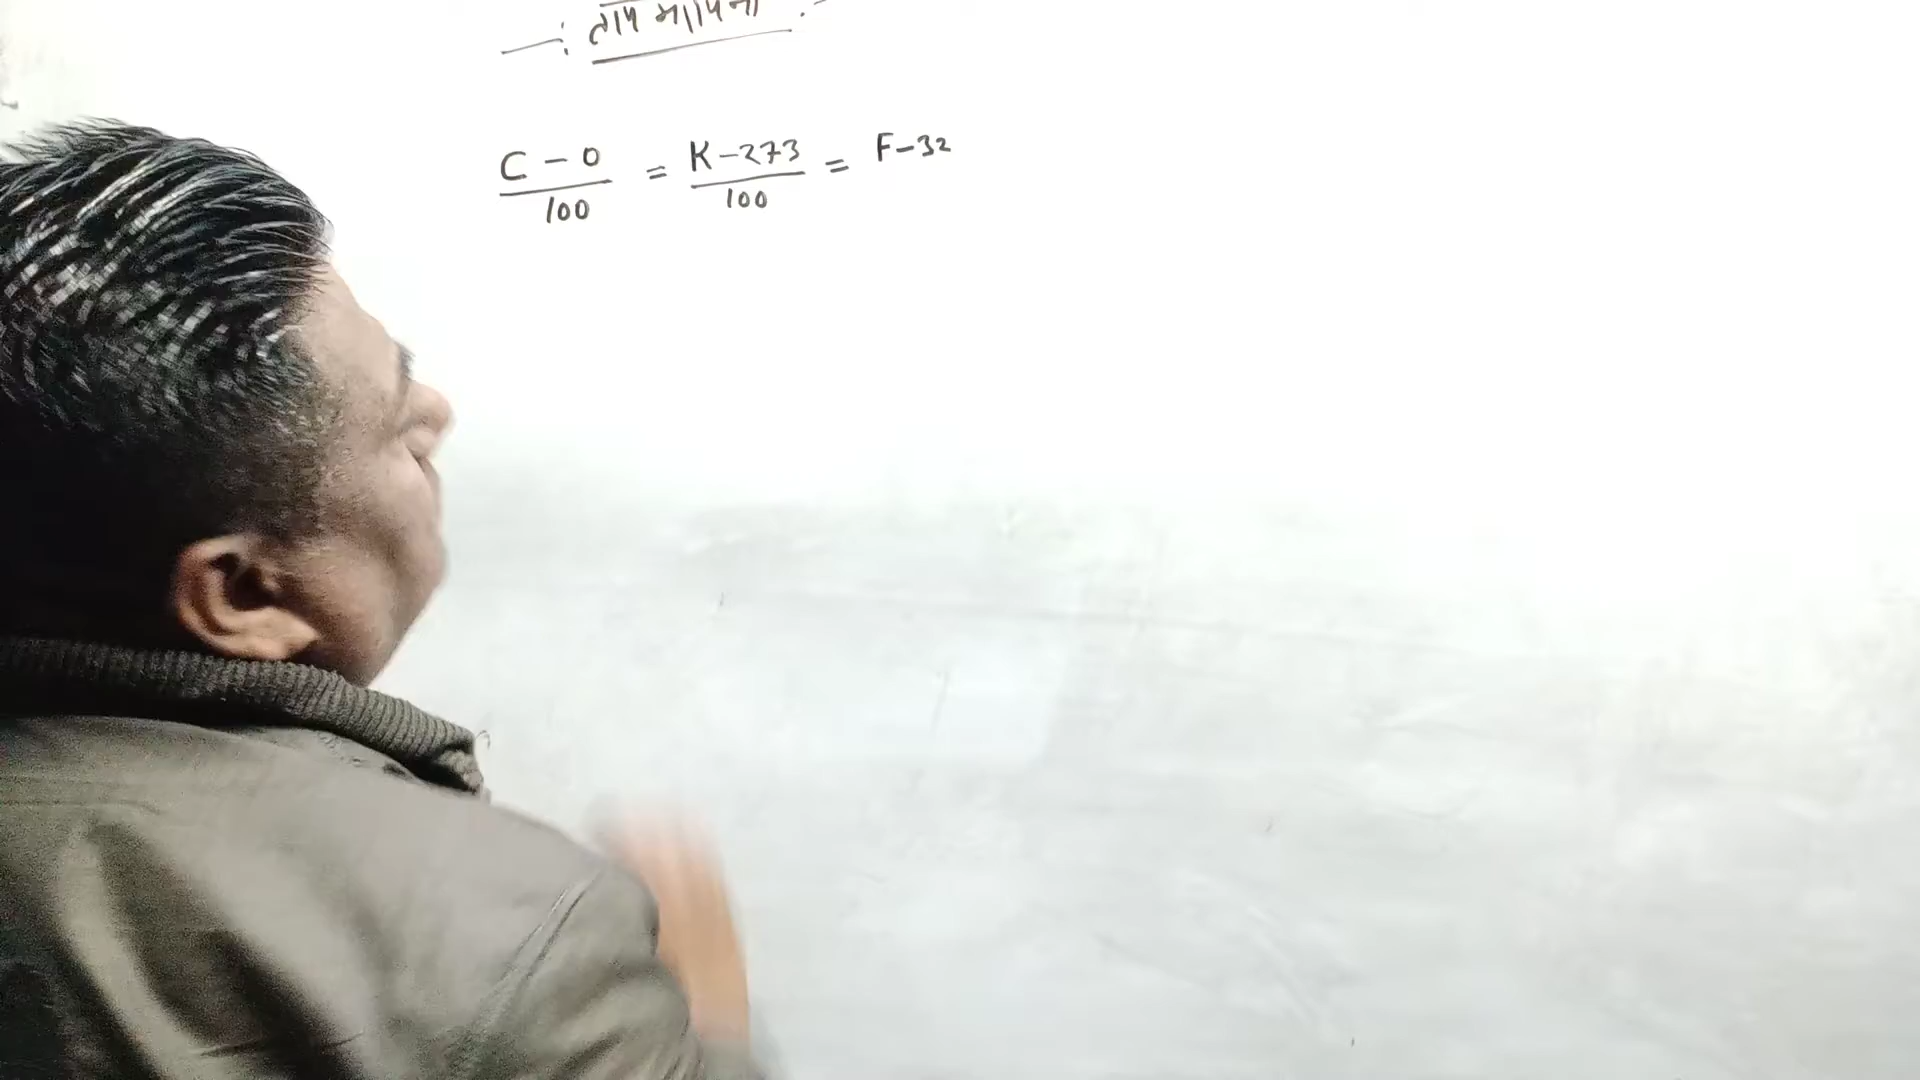 —: ताप मापन :-
C - 0 / 100 = K - 273 / 100 = F - 32